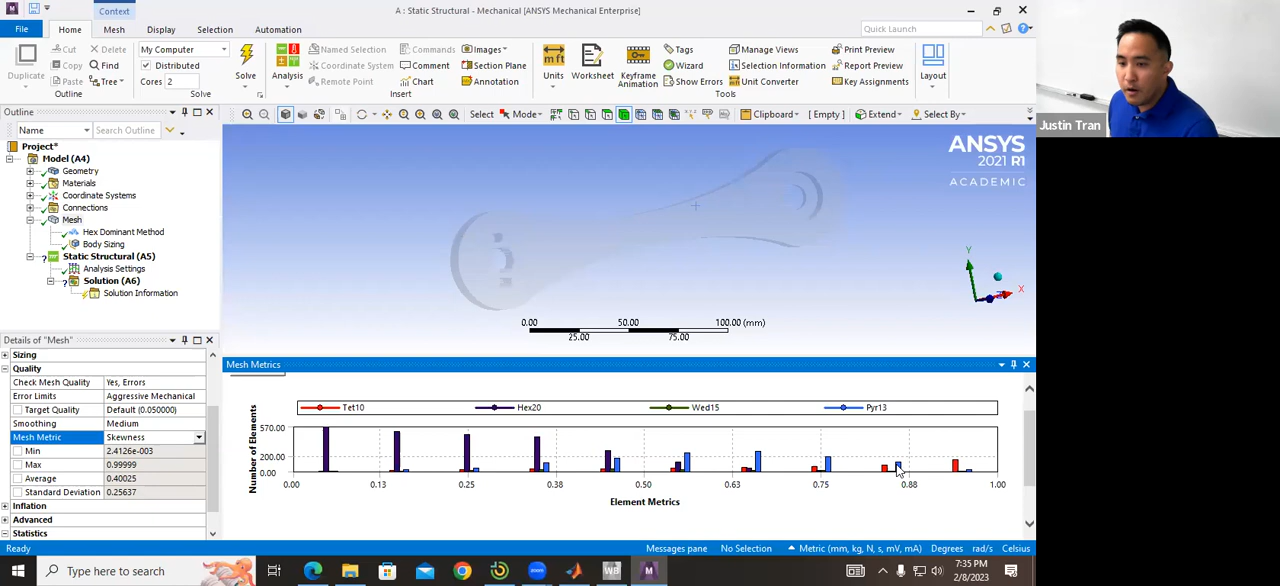 Context
A : Static Structural - Mechanical [ANSYS Mechanical Enterprise]
File Home Mesh Display Selection Automation Quick Launch
Duplicate
Cut Delete
Copy Find
Paste Tree
Outline
My Computer
Distributed
Cores 2
Solve
Solve
Analysis
Named Selection Commands Images
Coordinate System Comment Section Plane
Remote Point Chart Annotation
Insert
Units
Worksheet
Keyframe
Animation
Tags Manage Views Print Preview
Wizard Selection Information Report Preview
Show Errors Unit Converter Key Assignments
Tools
Layout
Outline
Name Search Outline
Select Mode Clipboard [ Empty ] Extend Select By
Project*
Model (A4)
Geometry
Materials
Coordinate Systems
Connections
Mesh
Hex Dominant Method
Body Sizing
Static Structural (A5)
Analysis Settings
Solution (A6)
Solution Information
ANSYS
2021 R1
ACADEMIC
Y
X
0.00 50.00 100.00 (mm)
25.00 75.00
Details of "Mesh"
Sizing
Quality
Check Mesh Quality Yes, Errors
Error Limits Aggressive Mechanical
Target Quality Default (0.050000)
Smoothing Medium
Mesh Metric Skewness
Min 2.4126e-003
Max 0.99999
Average 0.40025
Standard Deviation 0.25637
Inflation
Advanced
Statistics
Mesh Metrics
Tet10 Hex20 Wed15 Pyr13
Number of Elements
570.00
200.00
0.00
0.00 0.13 0.25 0.38 0.50 0.63 0.75 0.88 1.00
Element Metrics
Ready
Messages pane No Selection Metric (mm, kg, N, s, mV, mA) Degrees rad/s Celsius
Type here to search
zoom
WB
M
7:35 PM
2/8/2023
Justin Tran